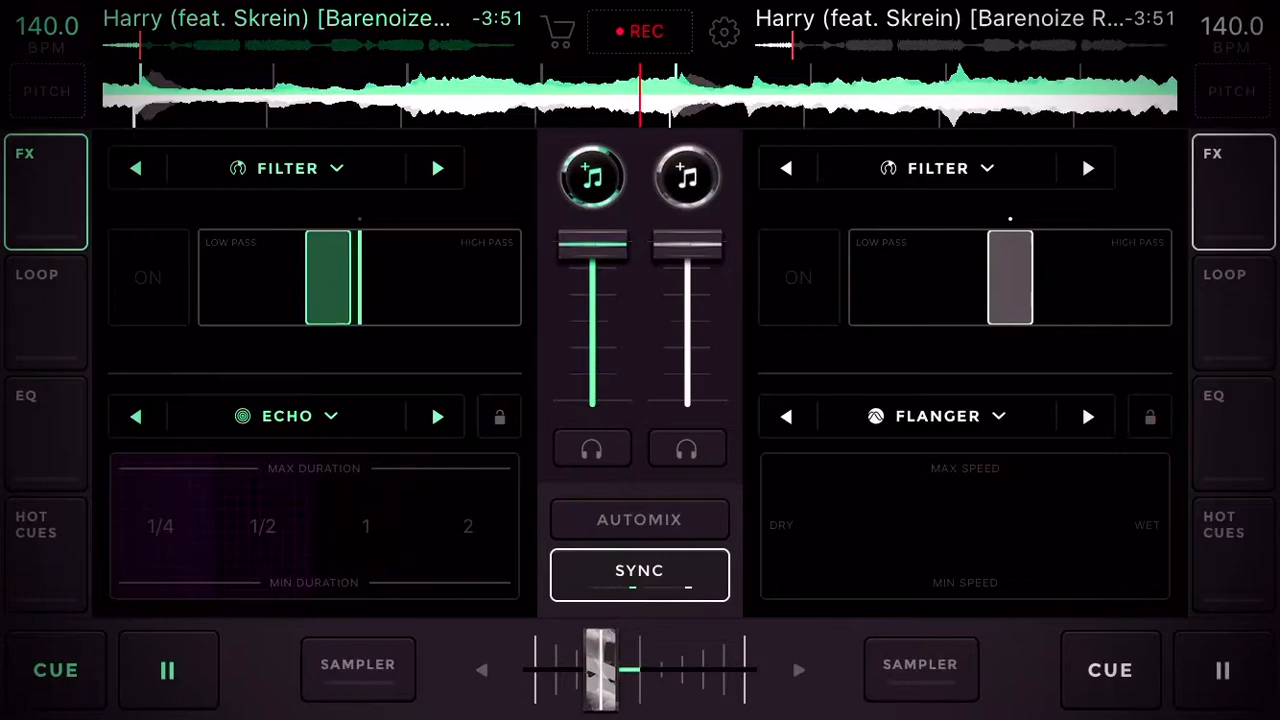 140.0
BPM
Harry (feat. Skrein) [Barenoize...
-3:51
REC
Harry (feat. Skrein) [Barenoize R...
-3:51
140.0
BPM
PITCH
PITCH
FX
FILTER
FILTER
FX
LOW PASS
HIGH PASS
LOW PASS
HIGH PASS
ON
ON
LOOP
LOOP
EQ
EQ
ECHO
FLANGER
MAX DURATION
MAX SPEED
HOT
CUES
1/4
1/2
1
2
MIN DURATION
AUTOMIX
SYNC
DRY
WET
MIN SPEED
HOT
CUES
CUE
SAMPLER
SAMPLER
CUE